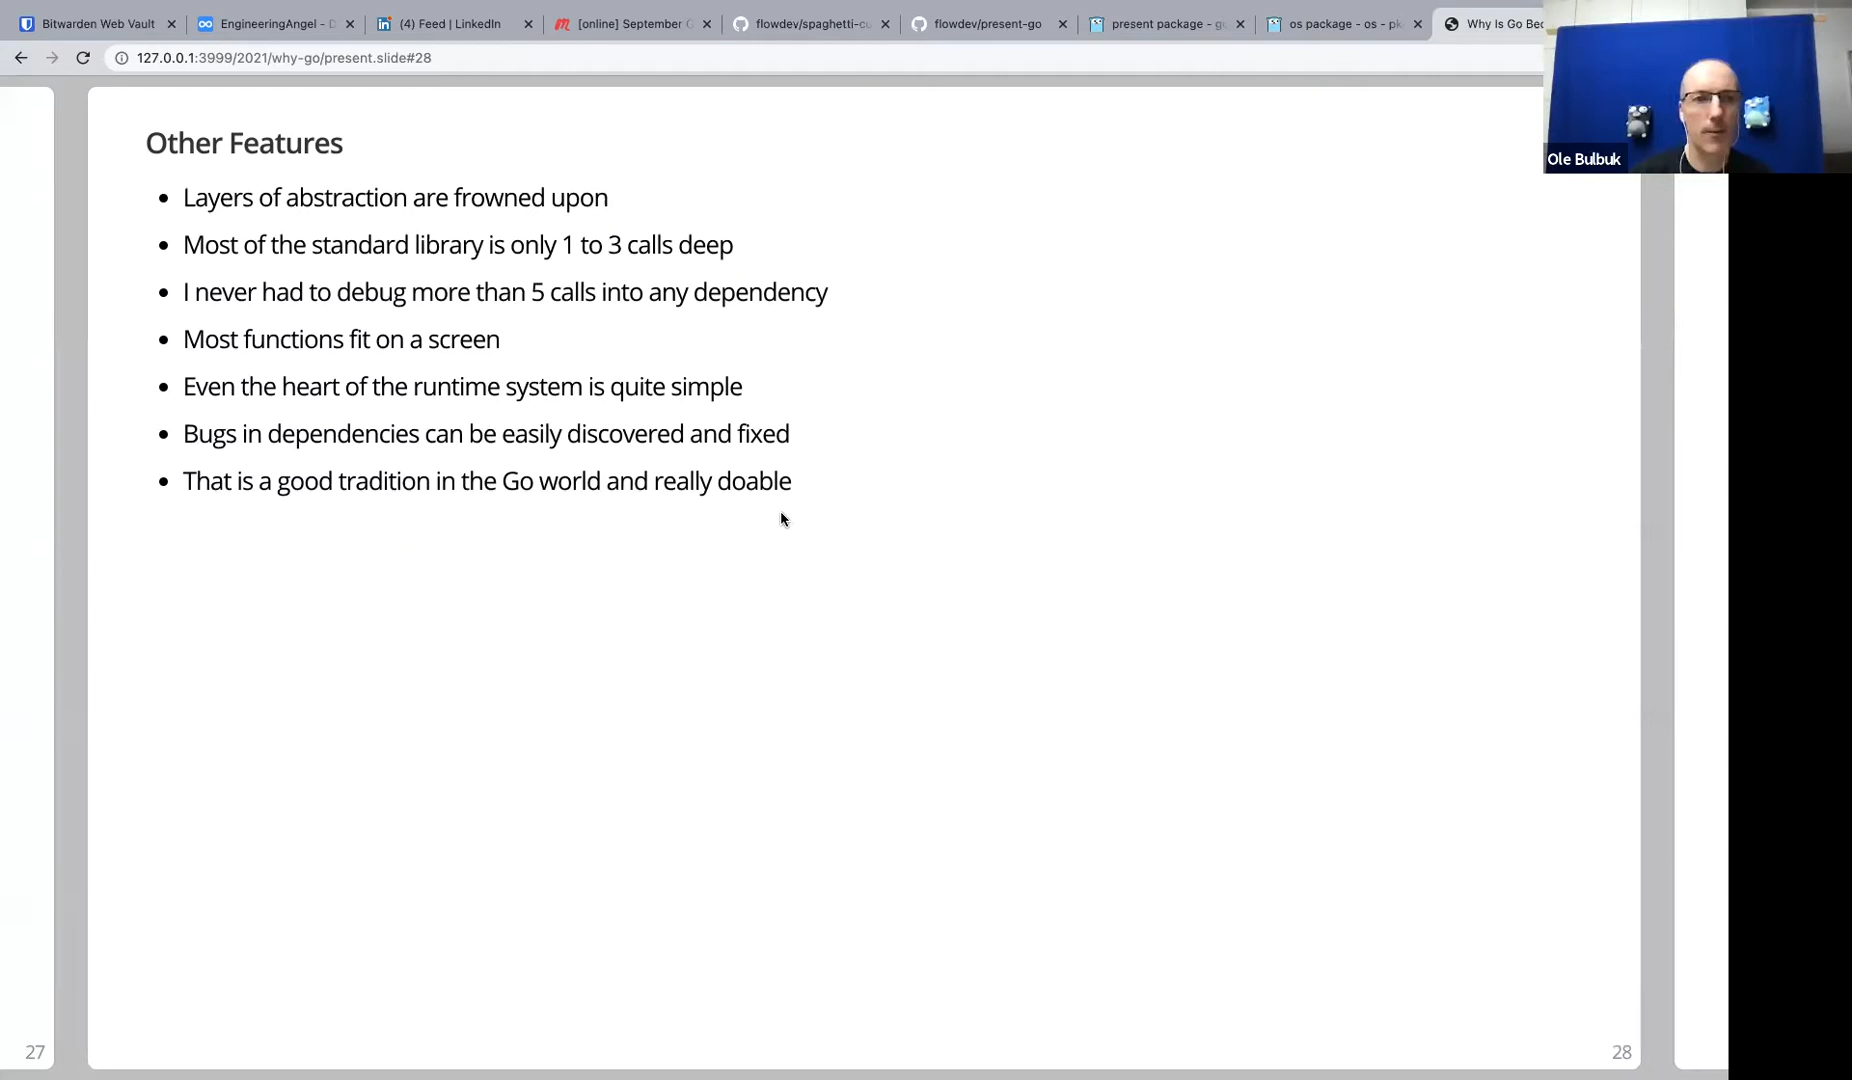 Bitwarden Web Vault
EngineeringAngel - D
(4) Feed | LinkedIn
[online] September G
flowdev/spaghetti-cu
flowdev/present-go
present package - go
os package - os - pk
Why Is Go Bec
127.0.0.1:3999/2021/why-go/present.slide#28
Ole Bulbuk
Other Features
• Layers of abstraction are frowned upon
• Most of the standard library is only 1 to 3 calls deep
• I never had to debug more than 5 calls into any dependency
• Most functions fit on a screen
• Even the heart of the runtime system is quite simple
• Bugs in dependencies can be easily discovered and fixed
• That is a good tradition in the Go world and really doable
27
28